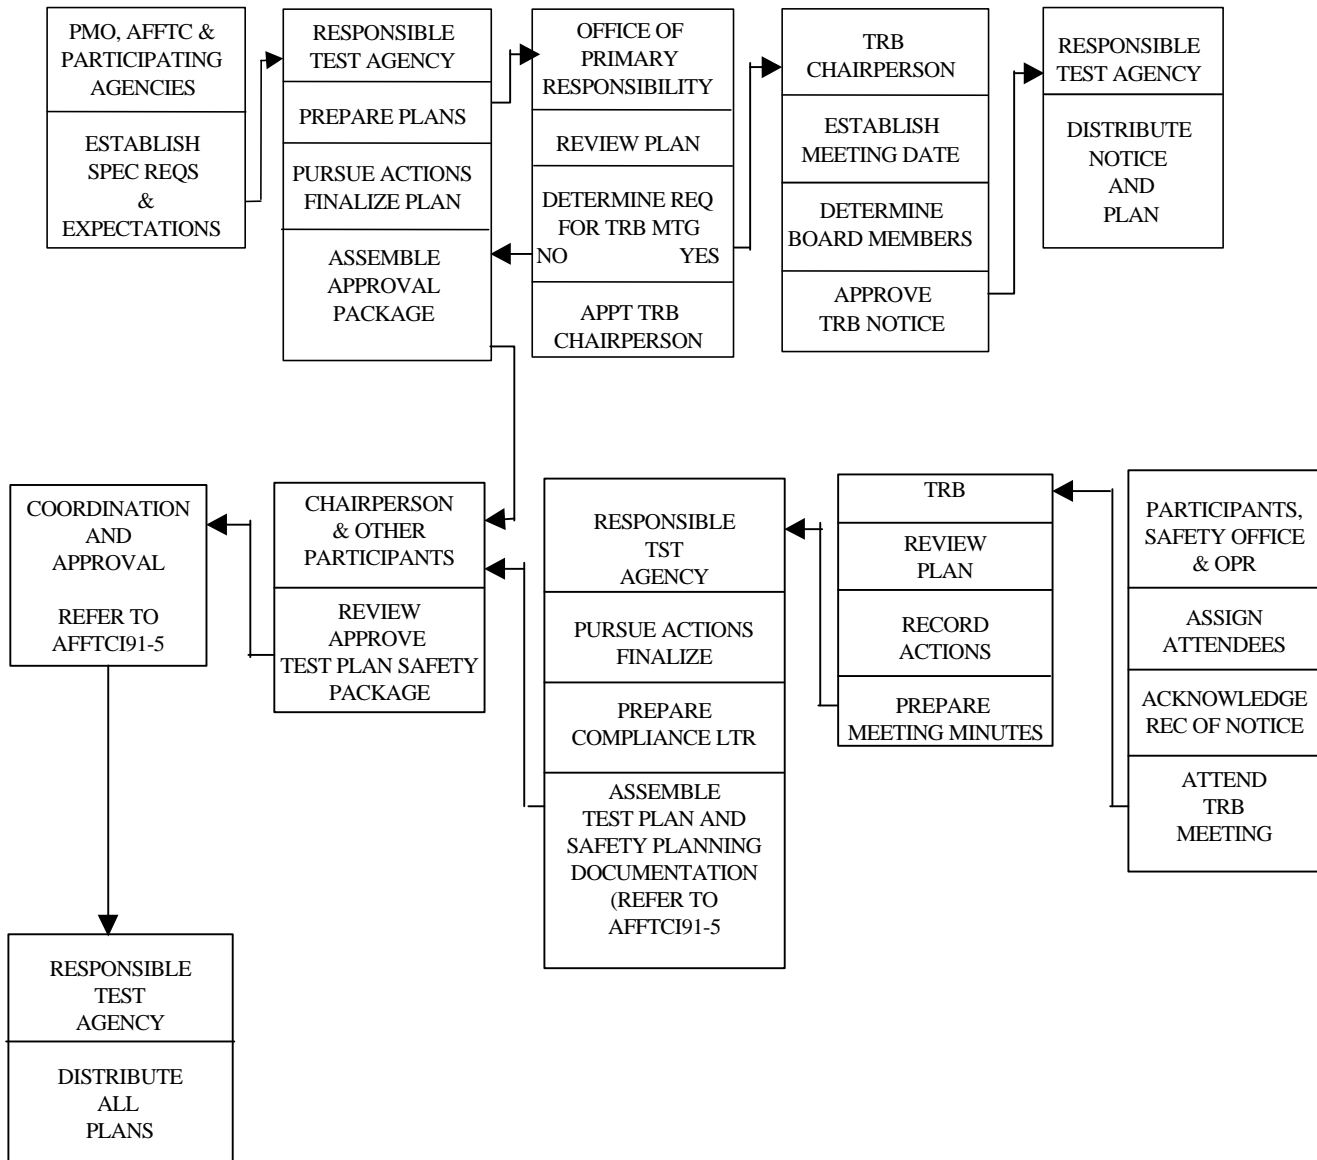 PMO, AFFTC &
PARTICIPATING
AGENCIES
ESTABLISH
SPEC REQS
&
EXPECTATIONS
RESPONSIBLE
TEST AGENCY
PREPARE PLANS
PURSUE ACTIONS
FINALIZE PLAN
ASSEMBLE
APPROVAL
PACKAGE
OFFICE OF
PRIMARY
RESPONSIBILITY
REVIEW PLAN
DETERMINE REQ
FOR TRB MTG
NO YES
APPT TRB
CHAIRPERSON
TRB
CHAIRPERSON
ESTABLISH
MEETING DATE
DETERMINE
BOARD MEMBERS
APPROVE
TRB NOTICE
RESPONSIBLE
TEST AGENCY
DISTRIBUTE
NOTICE
AND
PLAN
COORDINATION
AND
APPROVAL
REFER TO
AFFTCI91-5
CHAIRPERSON
& OTHER
PARTICIPANTS
REVIEW
APPROVE
TEST PLAN SAFETY
PACKAGE
RESPONSIBLE
TST
AGENCY
PURSUE ACTIONS
FINALIZE
PREPARE
COMPLIANCE LTR
ASSEMBLE
TEST PLAN AND
SAFETY PLANNING
DOCUMENTATION
(REFER TO
AFFTCI91-5
TRB
REVIEW
PLAN
RECORD
ACTIONS
PREPARE
MEETING MINUTES
PARTICIPANTS,
SAFETY OFFICE
& OPR
ASSIGN
ATTENDEES
ACKNOWLEDGE
REC OF NOTICE
ATTEND
TRB
MEETING
RESPONSIBLE
TEST
AGENCY
DISTRIBUTE
ALL
PLANS